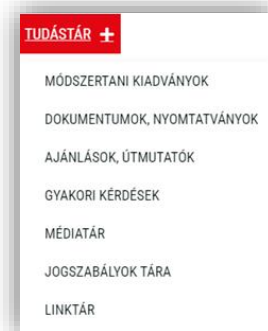 TUDÁSTÁR +
MÓDSZERTANI KIADVÁNYOK
DOKUMENTUMOK, NYOMTATVÁNYOK
AJÁNLÁSOK, ÚTMUTATÓK
GYAKORI KÉRDÉSEK
MÉDIATÁR
JOGSZABÁLYOK TÁRA
LINKTÁR